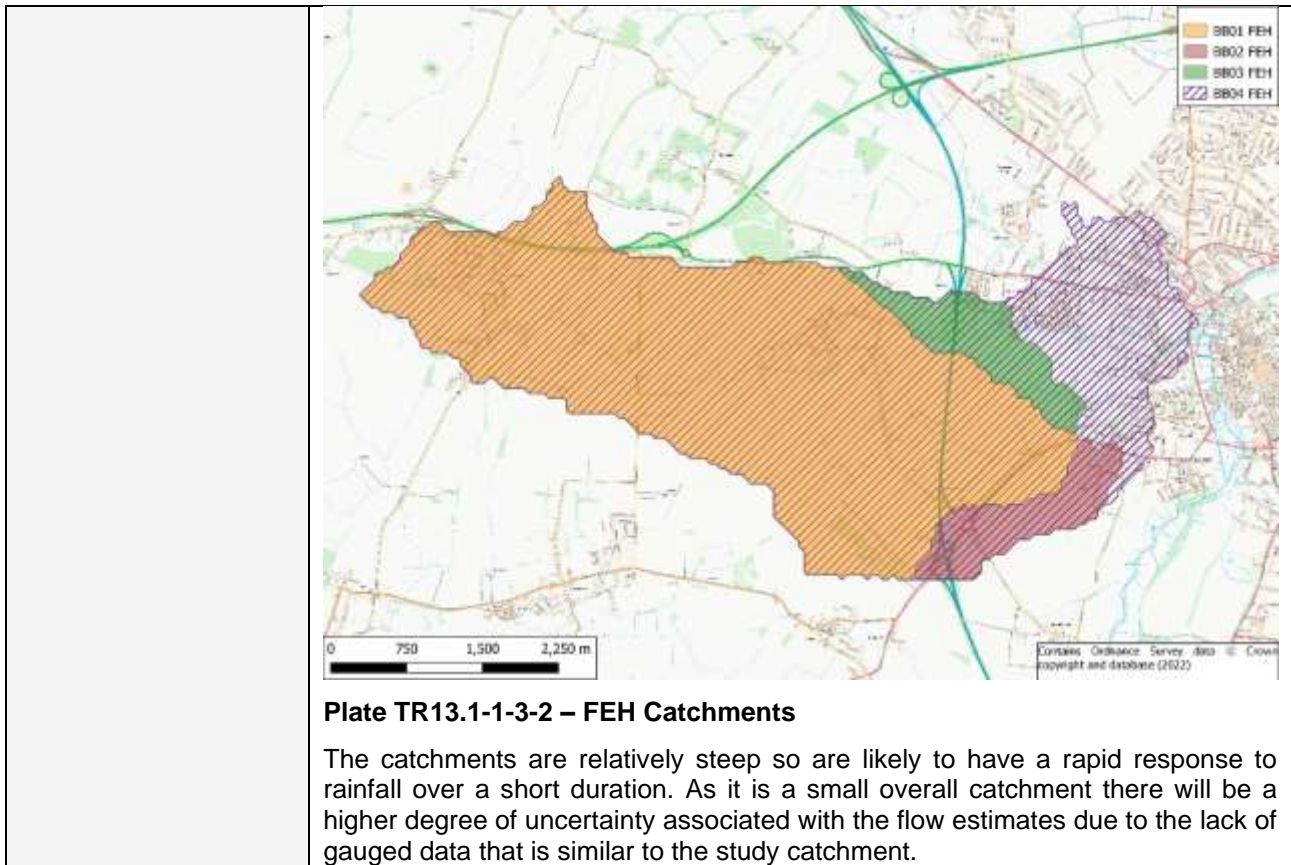 BB01 FEH
BB02 FEH
BB03 FEH
BB04 FEH
0 750 1,500 2,250 m
Contains Ordnance Survey data © Crown
copyright and database (2022)
Plate TR13.1-1-3-2 – FEH Catchments
The catchments are relatively steep so are likely to have a rapid response to
rainfall over a short duration. As it is a small overall catchment there will be a
higher degree of uncertainty associated with the flow estimates due to the lack of
gauged data that is similar to the study catchment.